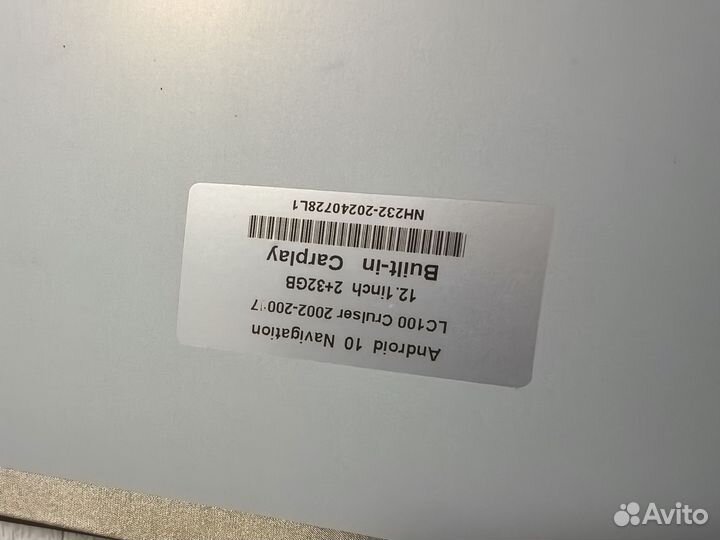 Android 10 Navigation
LC100 Cruiser 2002-2007
12.1inch 2+32GB
Built-in Carplay
NH232-20240728L1
Avito